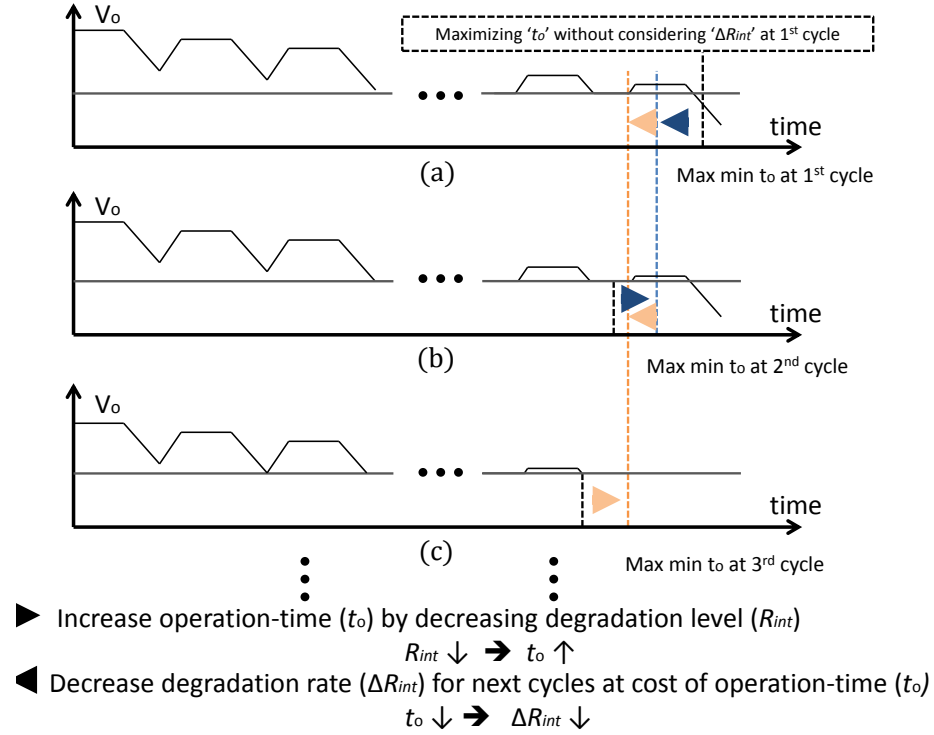 Vo
Maximizing 'to' without considering 'ΔRint' at 1st cycle
time
(a)
Max min to at 1st cycle
Vo
time
(b)
Max min to at 2nd cycle
Vo
time
(c)
Max min to at 3rd cycle
Increase operation-time (to) by decreasing degradation level (Rint)
Rint ↓ ➔ to ↑
Decrease degradation rate (ΔRint) for next cycles at cost of operation-time (to)
to ↓ ➔ ΔRint ↓